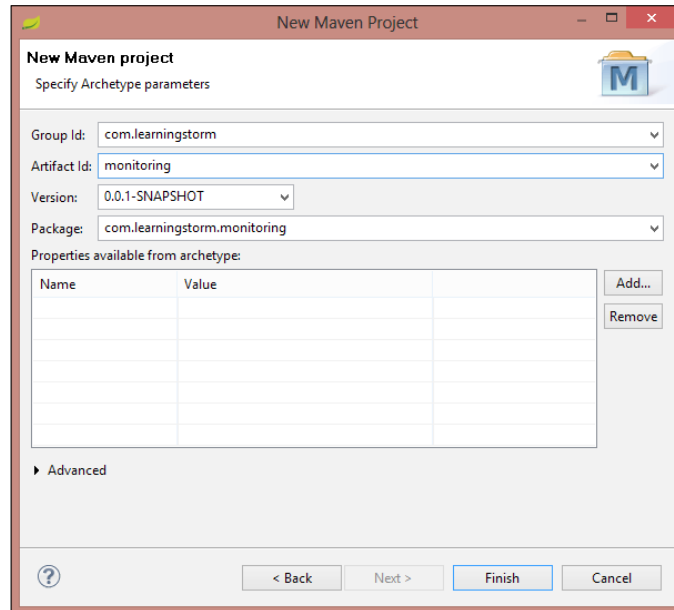 New Maven Project
New Maven project
Specify Archetype parameters
M
Group Id: com.learningstorm
Artifact Id: monitoring
Version: 0.0.1-SNAPSHOT
Package: com.learningstorm.monitoring
Properties available from archetype:
Name Value
Add...
Remove
Advanced
? < Back Next > Finish Cancel